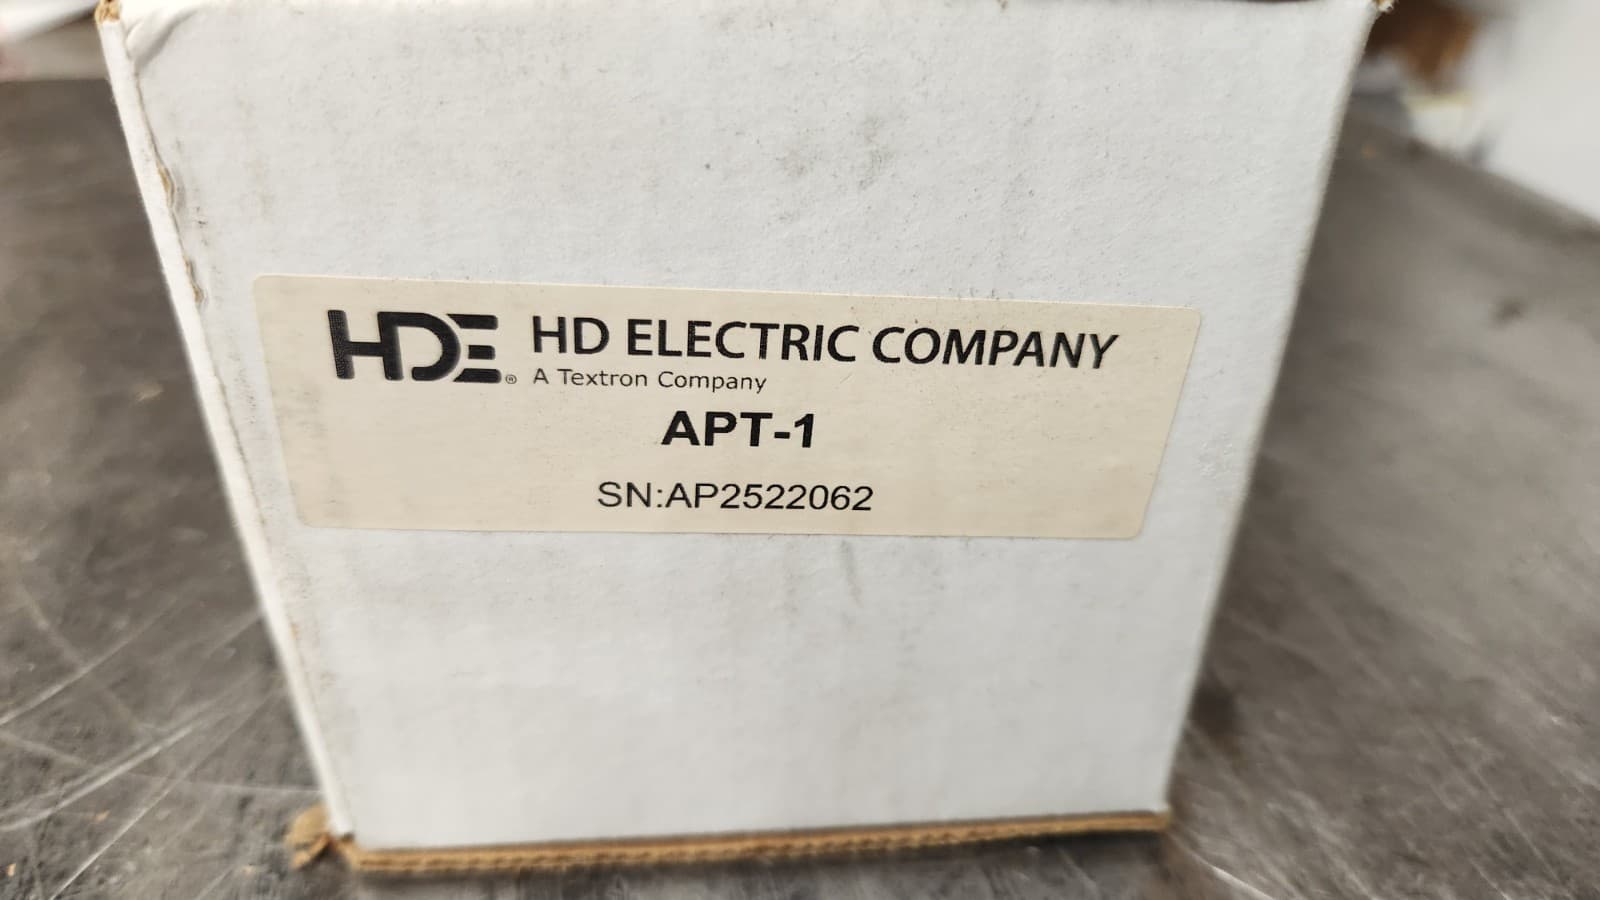 HDE® HD ELECTRIC COMPANY
A Textron Company
APT-1
SN:AP2522062